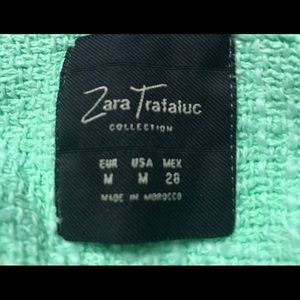 Zara Trafaluc
COLLECTION
EUR USA MEX
M M 28
MADE IN MOROCCO